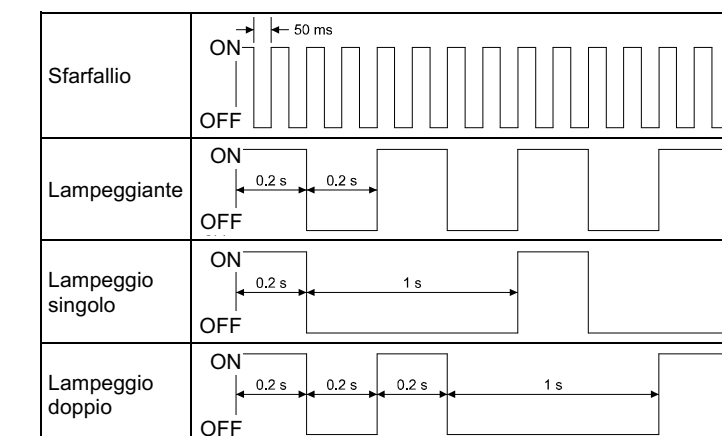 50 ms
ON
Sfarfallio
OFF
ON
0.2 s 0.2 s
Lampeggiante
OFF
ON
Lampeggio
singolo
0.2 s 1 s
OFF
ON
Lampeggio
doppio
0.2 s 0.2 s 0.2 s 1 s
OFF